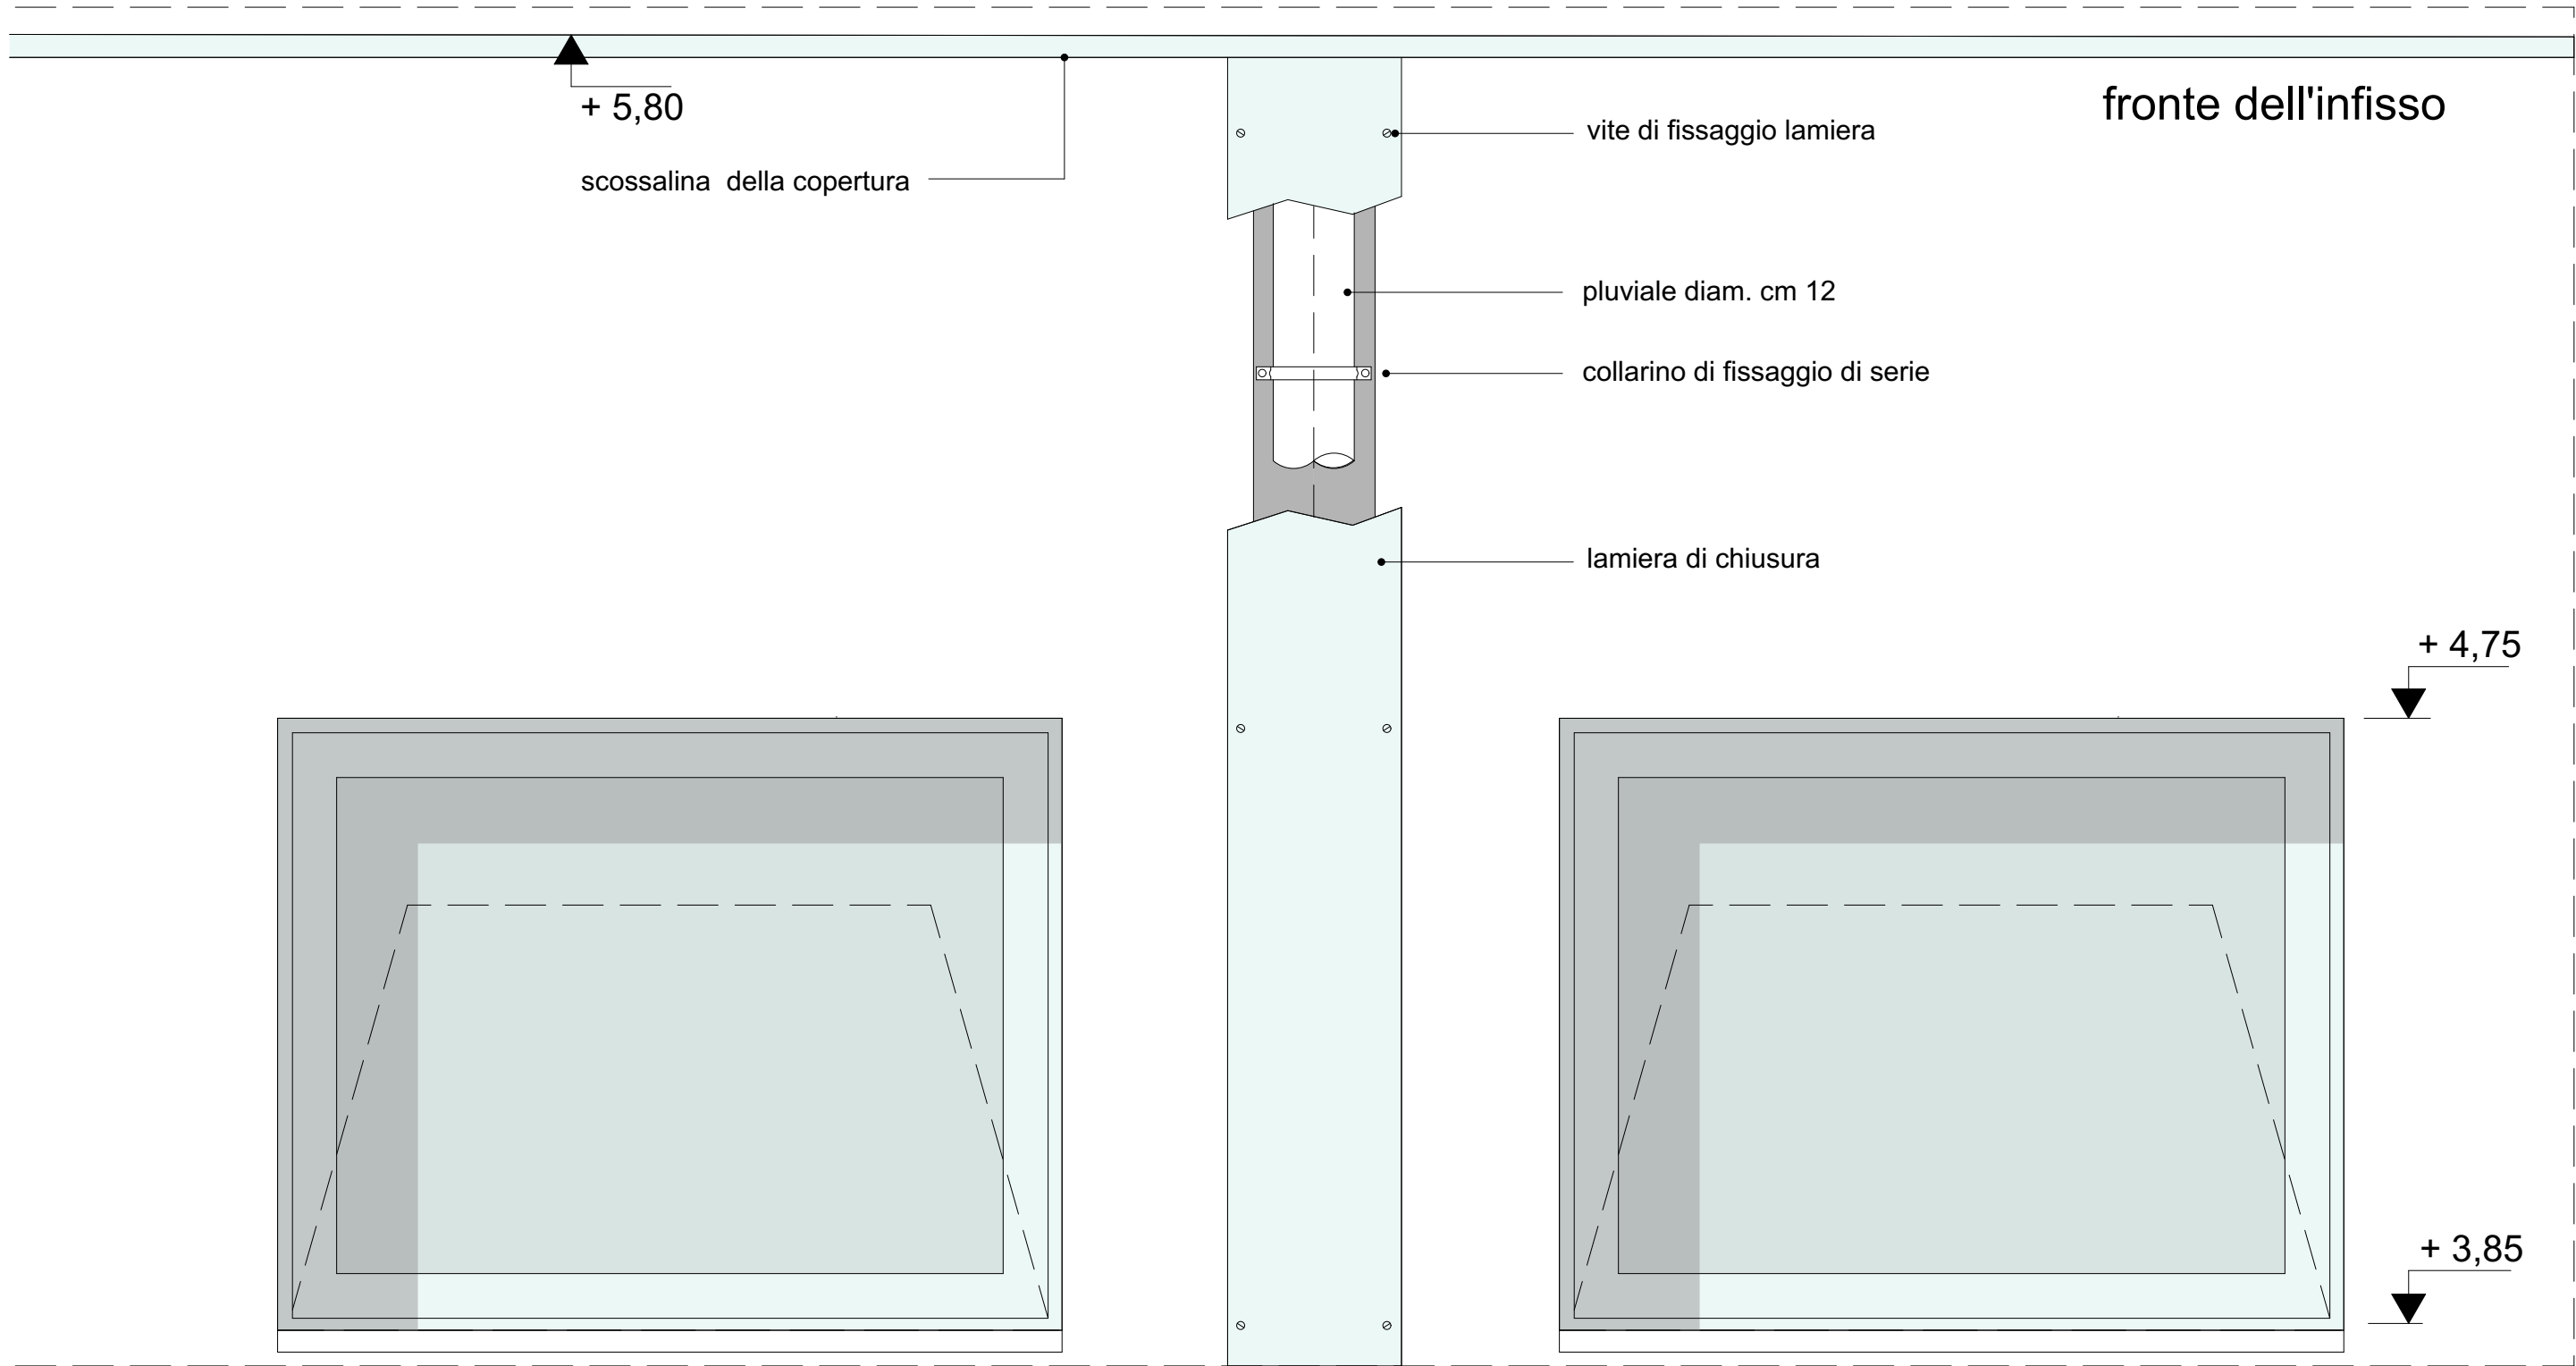 fronte dell'infisso
+ 5,80
vite di fissaggio lamiera
scossalina della copertura
pluviale diam. cm 12
collarino di fissaggio di serie
lamiera di chiusura
+ 4,75
+ 3,85